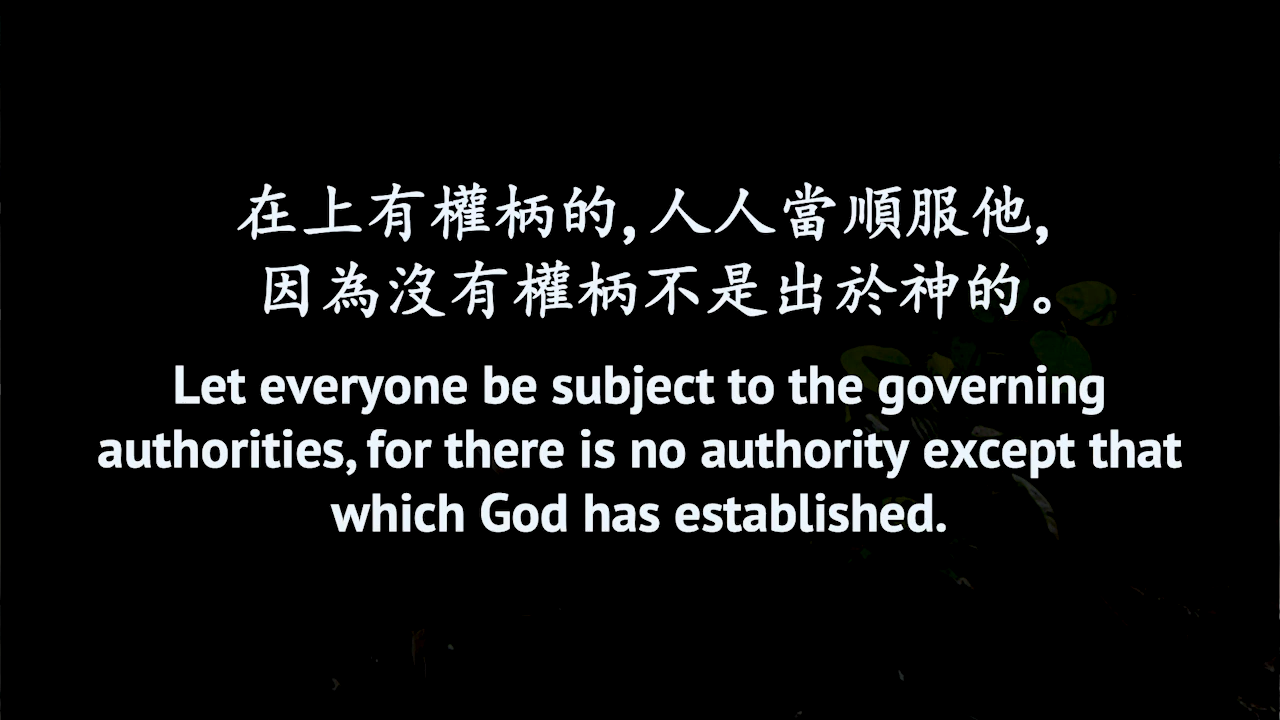 在上有權柄的,人人當順服他,
因為沒有權柄不是出於神的。
Let everyone be subject to the governing
authorities, for there is no authority except that
which God has established.